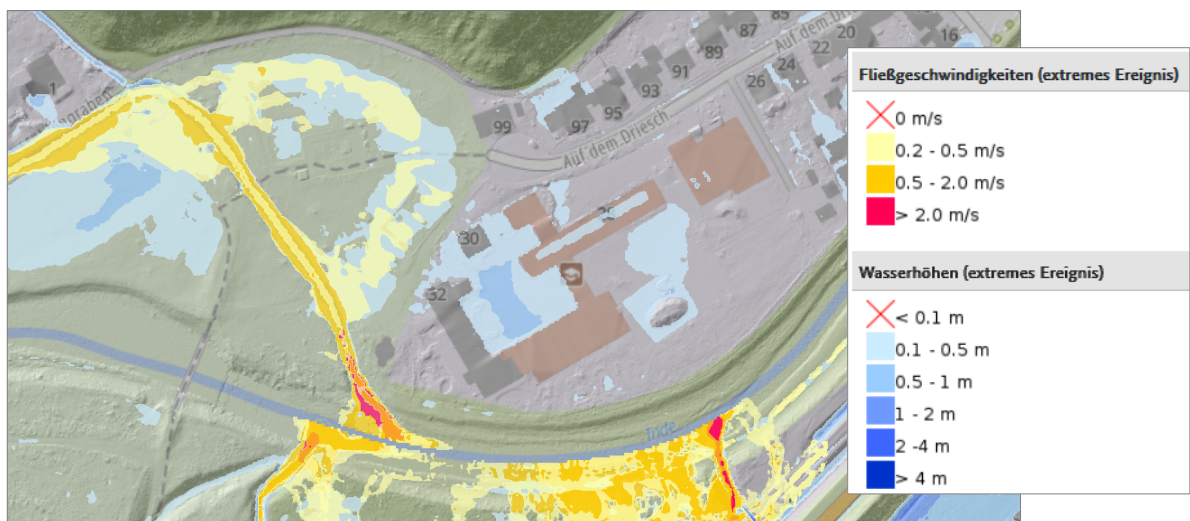 85
87
Auf dem Driesch
20
16
89
22
24
91
26
1
93
95
97
99
Auf dem Driesch
30
32
Inde
Fließgeschwindigkeiten (extremes Ereignis)
0 m/s
0.2 - 0.5 m/s
0.5 - 2.0 m/s
> 2.0 m/s
Wasserhöhen (extremes Ereignis)
< 0.1 m
0.1 - 0.5 m
0.5 - 1 m
1 - 2 m
2 -4 m
> 4 m